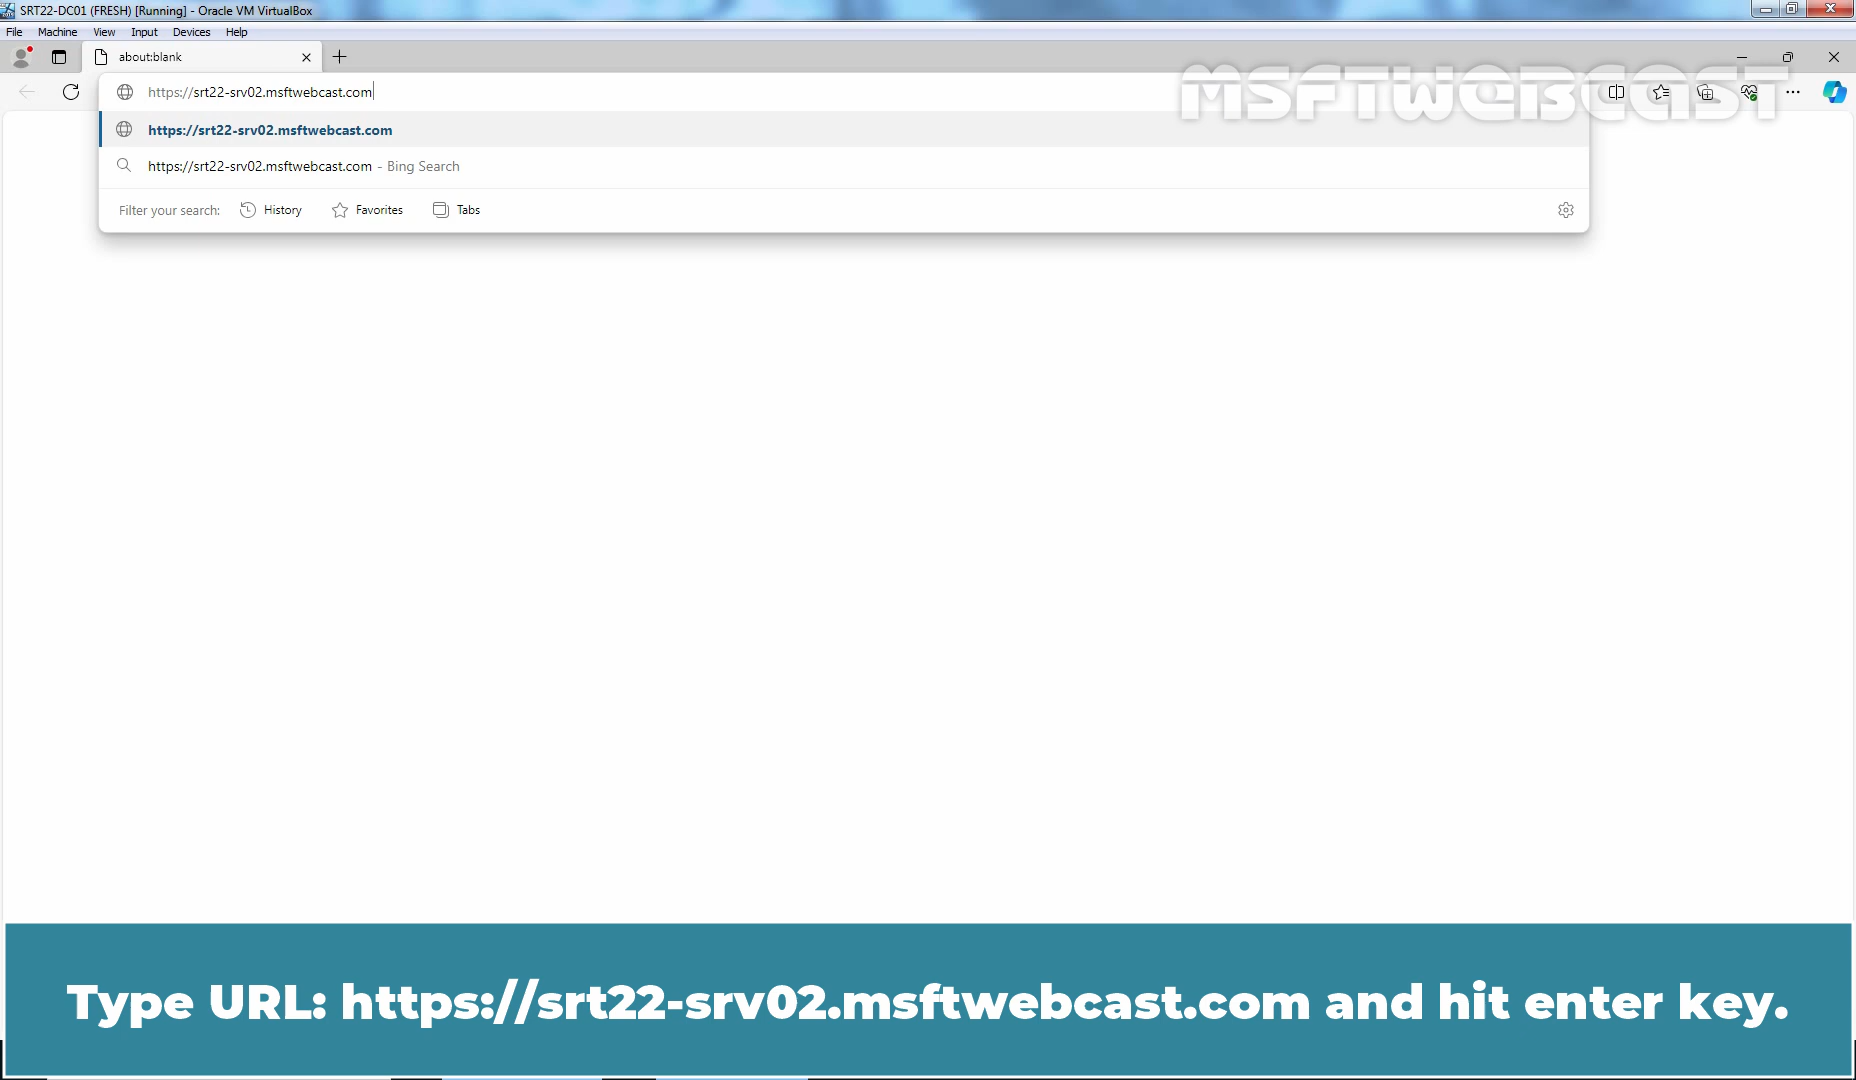 SRT22-DC01 (FRESH) [Running] - Oracle VM VirtualBox
File Machine View Input Devices Help
about:blank
https://srt22-srv02.msftwebcast.com
MSFTWEBCAST
https://srt22-srv02.msftwebcast.com
https://srt22-srv02.msftwebcast.com - Bing Search
Filter your search: History Favorites Tabs
Type URL: https://srt22-srv02.msftwebcast.com and hit enter key.